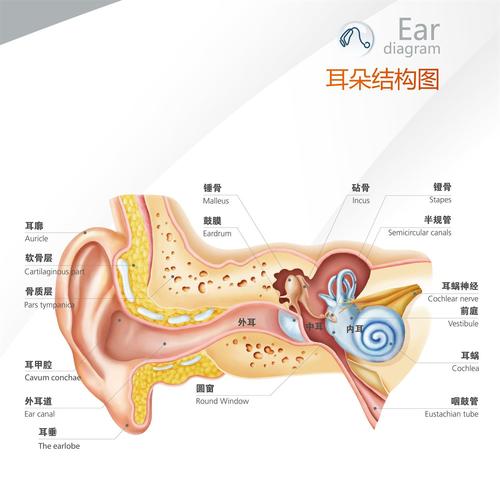 Ear
diagram
耳朵结构图
锤骨
Malleus
砧骨
Incus
镫骨
Stapes
耳廓
Auricle
鼓膜
Eardrum
半规管
Semicircular canals
软骨层
Cartilaginous part
骨质层
Pars tympanica
耳蜗神经
Cochlear nerve
前庭
Vestibule
外耳
中耳
内耳
耳甲腔
Cavum conchae
圆窗
Round Window
耳蜗
Cochlea
外耳道
Ear canal
咽鼓管
Eustachian tube
耳垂
The earlobe